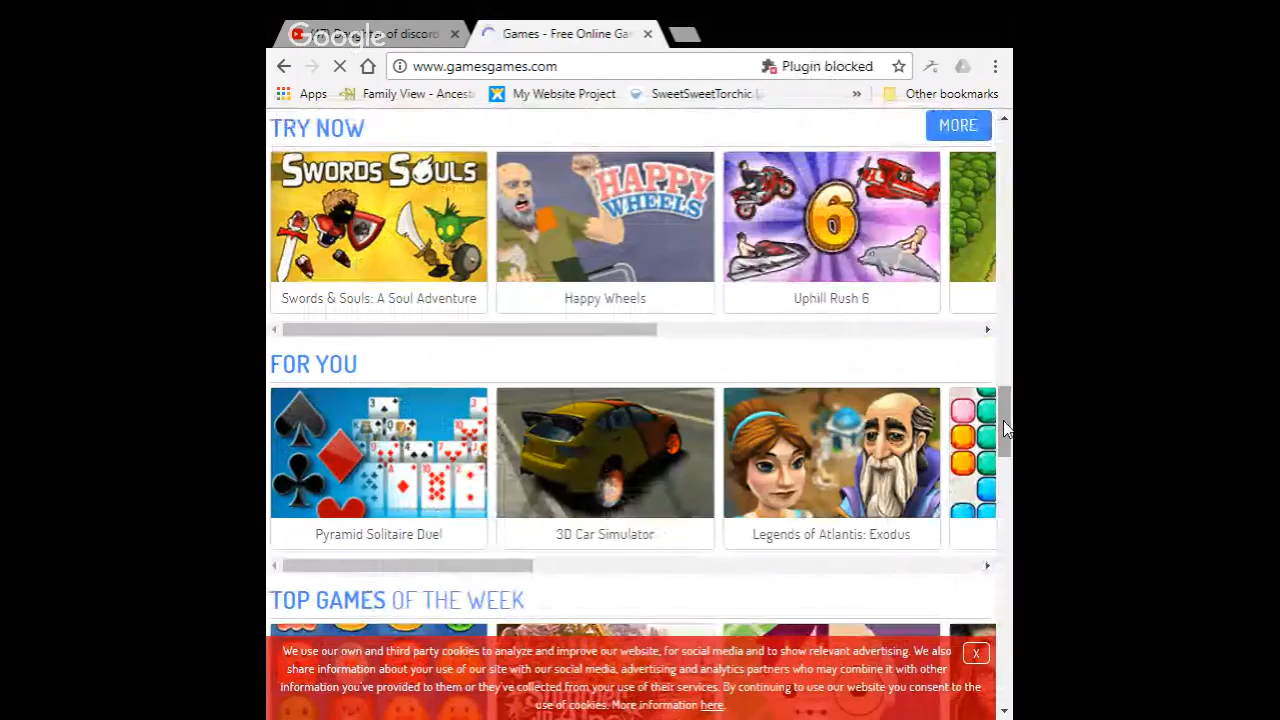 Google
of discord
Games - Free Online Ga
www.gamesgames.com
Plugin blocked
Apps
Family View - Ancest
My Website Project
SweetSweetTorchic
Other bookmarks
TRY NOW
MORE
SWORDS SOULS
HAPPY WHEELS
6
Swords & Souls: A Soul Adventure
Happy Wheels
Uphill Rush 6
FOR YOU
Pyramid Solitaire Duel
3D Car Simulator
Legends of Atlantis: Exodus
TOP GAMES OF THE WEEK
We use our own and third party cookies to analyze and improve our website, for social media and to show relevant advertising. We also
X
share information about your use of our site with our social media, advertising and analytics partners who may combine it with other
information you've provided to them or they've collected from your use of their services. By continuing to use our website you consent to the
use of cookies. More information here.